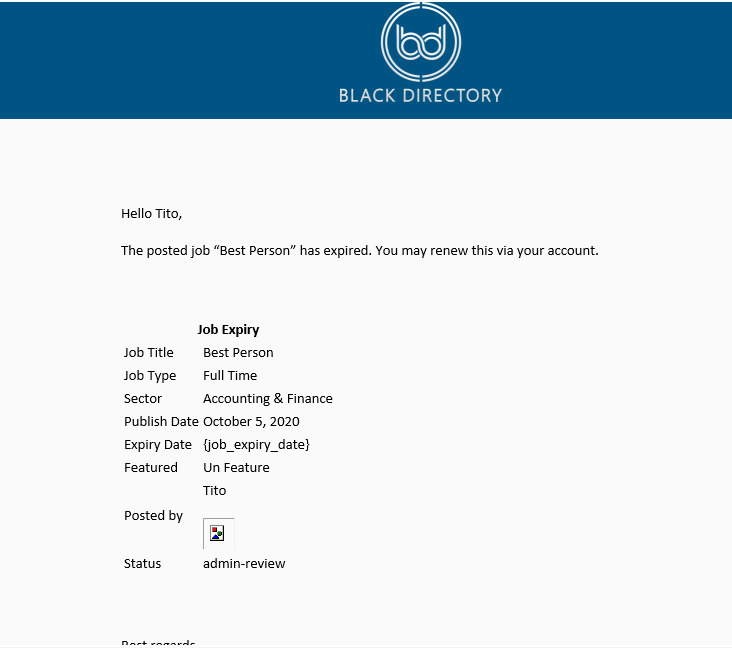 bd
BLACK DIRECTORY
Hello Tito,
The posted job “Best Person” has expired. You may renew this via your account.
Job Expiry
Job Title Best Person
Job Type Full Time
Sector Accounting & Finance
Publish Date October 5, 2020
Expiry Date {job_expiry_date}
Featured Un Feature
Tito
Posted by
Status admin-review
Best regards